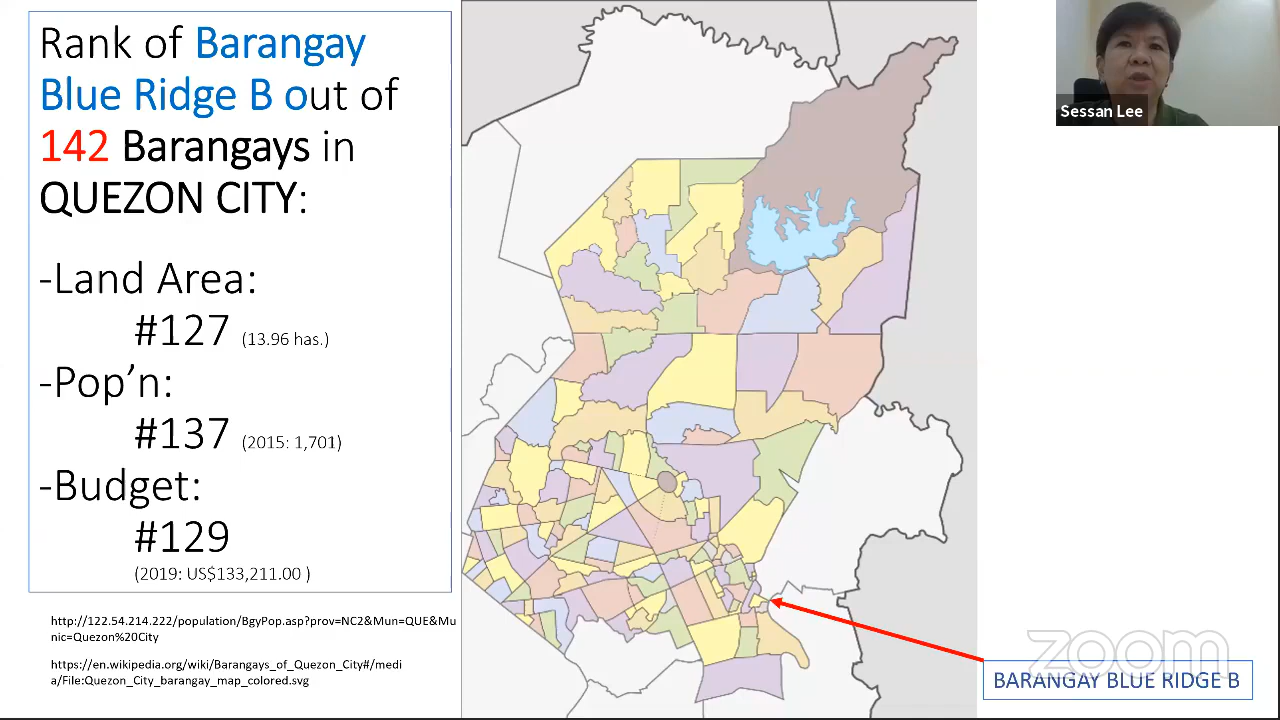 Rank of Barangay
Blue Ridge B out of
142 Barangays in
QUEZON CITY:
-Land Area:
#127 (13.96 has.)
-Pop’n:
#137 (2015: 1,701)
-Budget:
#129
(2019: US$133,211.00 )
http://122.54.214.222/population/BgyPop.asp?prov=NC2&Mun=QUE&Mu
nic=Quezon%20City
https://en.wikipedia.org/wiki/Barangays_of_Quezon_City#/medi
a/File:Quezon_City_barangay_map_colored.svg
Sessan Lee
zoom
BARANGAY BLUE RIDGE B